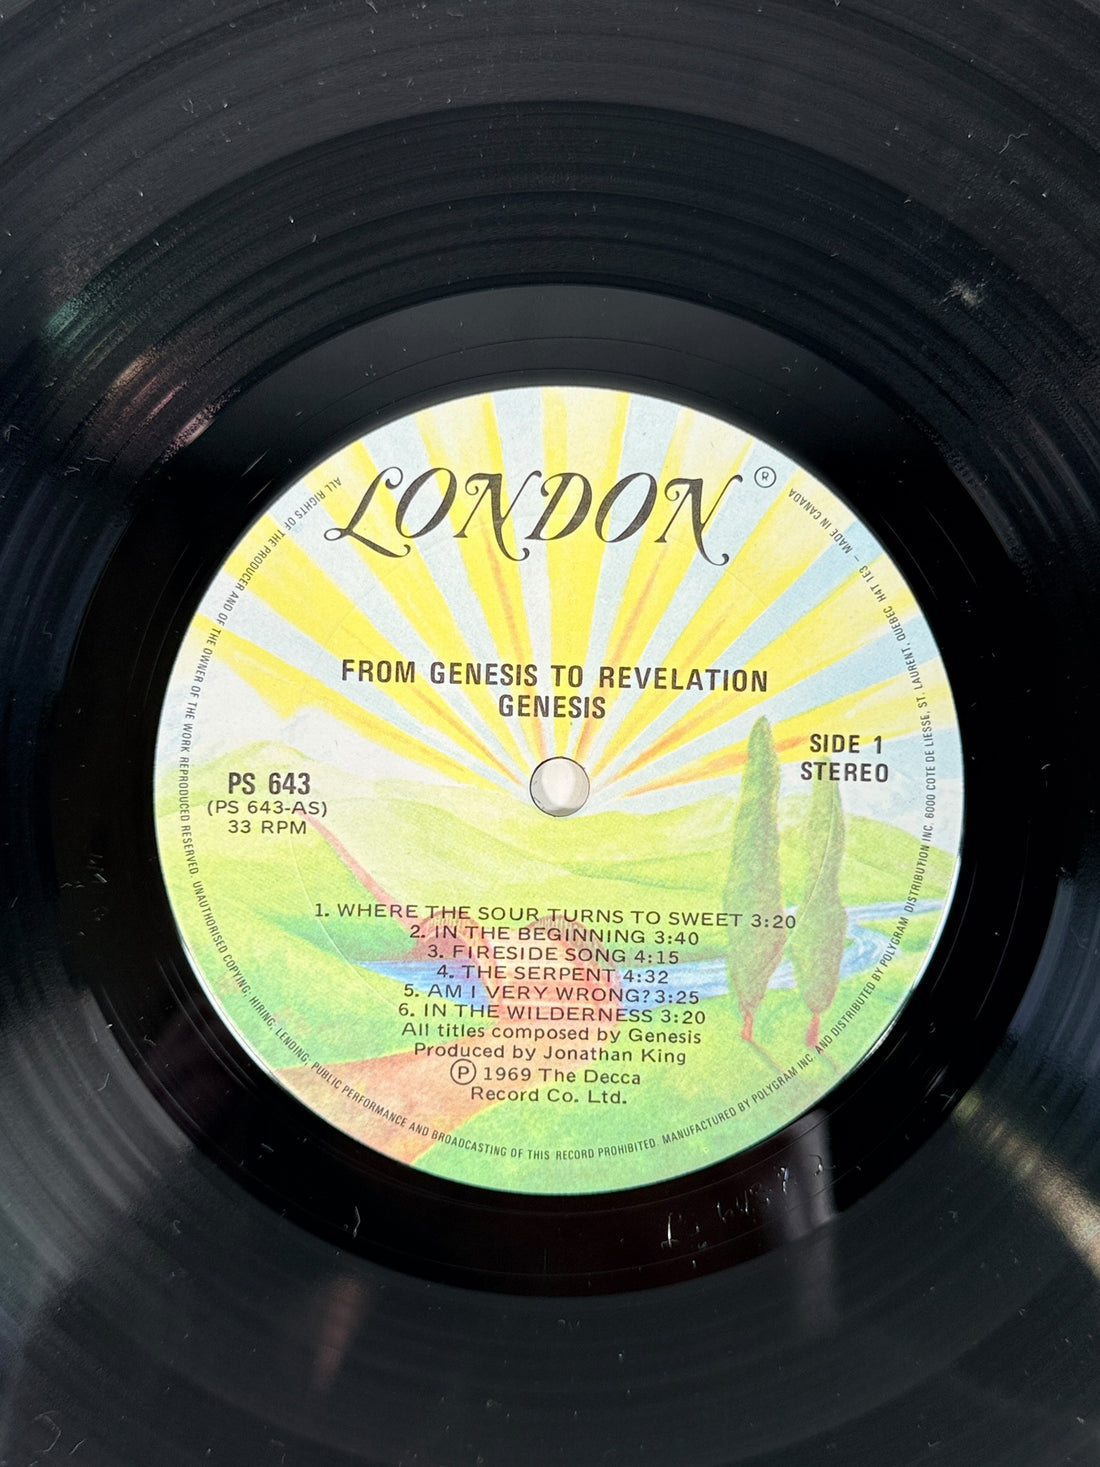 LONDON ®
FROM GENESIS TO REVELATION
GENESIS
SIDE 1
STEREO
PS 643
(PS 643-AS)
33 RPM
1. WHERE THE SOUR TURNS TO SWEET 3:20
2. IN THE BEGINNING 3:40
3. FIRESIDE SONG 4:15
4. THE SERPENT 4:32
5. AM I VERY WRONG? 3:25
6. IN THE WILDERNESS 3:20
All titles composed by Genesis
Produced by Jonathan King
℗ 1969 The Decca
Record Co. Ltd.
ALL RIGHTS OF THE PRODUCER AND OF THE OWNER OF THE WORK REPRODUCED RESERVED. UNAUTHORISED COPYING, HIRING, LENDING, PUBLIC PERFORMANCE AND BROADCASTING OF THIS RECORD PROHIBITED. MANUFACTURED BY POLYGRAM INC. AND DISTRIBUTED BY POLYGRAM DISTRIBUTION INC. 6000 COTE DE LIESSE, ST. LAURENT, QUEBEC H4T 1E3 – MADE IN CANADA